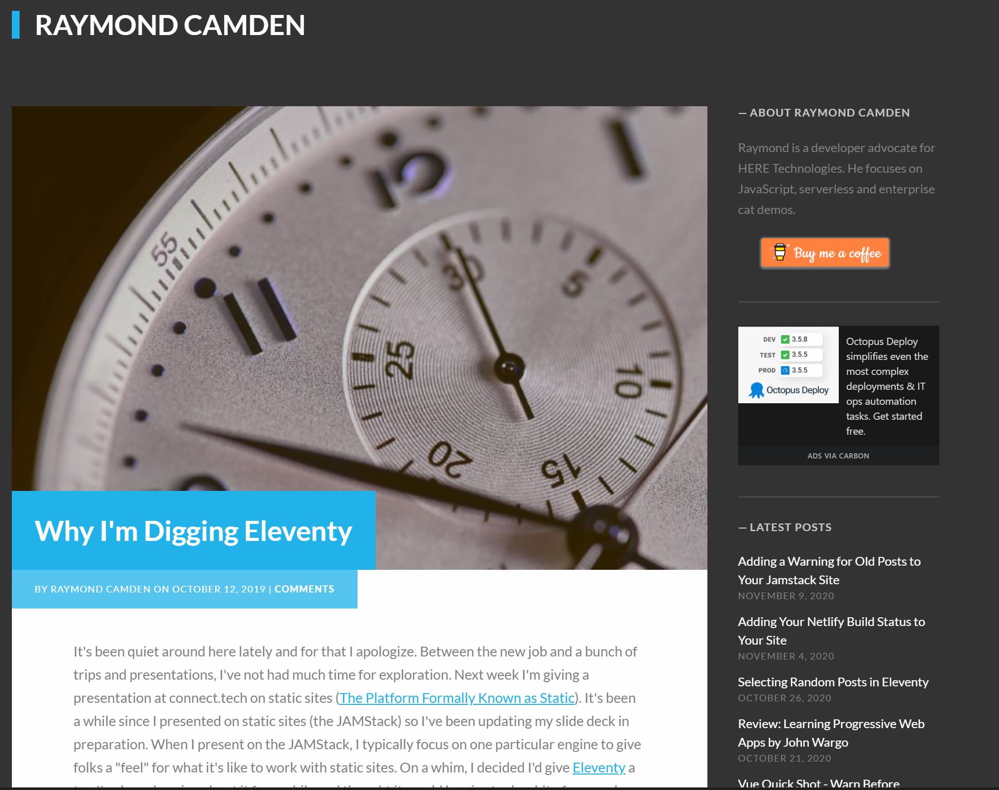 RAYMOND CAMDEN
55
30
5
25
10
20
15
Why I'm Digging Eleventy
BY RAYMOND CAMDEN ON OCTOBER 12, 2019 | COMMENTS
It's been quiet around here lately and for that I apologize. Between the new job and a bunch of
trips and presentations, I've not had much time for exploration. Next week I'm giving a
presentation at connect.tech on static sites (The Platform Formally Known as Static). It's been
a while since I presented on static sites (the JAMStack) so I've been updating my slide deck in
preparation. When I present on the JAMStack, I typically focus on one particular engine to give
folks a "feel" for what it's like to work with static sites. On a whim, I decided I'd give Eleventy a
— ABOUT RAYMOND CAMDEN
Raymond is a developer advocate for
HERE Technologies. He focuses on
JavaScript, serverless and enterprise
cat demos.
Buy me a coffee
DEV 3.5.8
TEST 3.5.5
PROD 3.5.5
Octopus Deploy
Octopus Deploy
simplifies even the
most complex
deployments & IT
ops automation
tasks. Get started
free.
ADS VIA CARBON
— LATEST POSTS
Adding a Warning for Old Posts to
Your Jamstack Site
NOVEMBER 9, 2020
Adding Your Netlify Build Status to
Your Site
NOVEMBER 4, 2020
Selecting Random Posts in Eleventy
OCTOBER 26, 2020
Review: Learning Progressive Web
Apps by John Wargo
OCTOBER 21, 2020
Vue Quick Shot - Warn Before